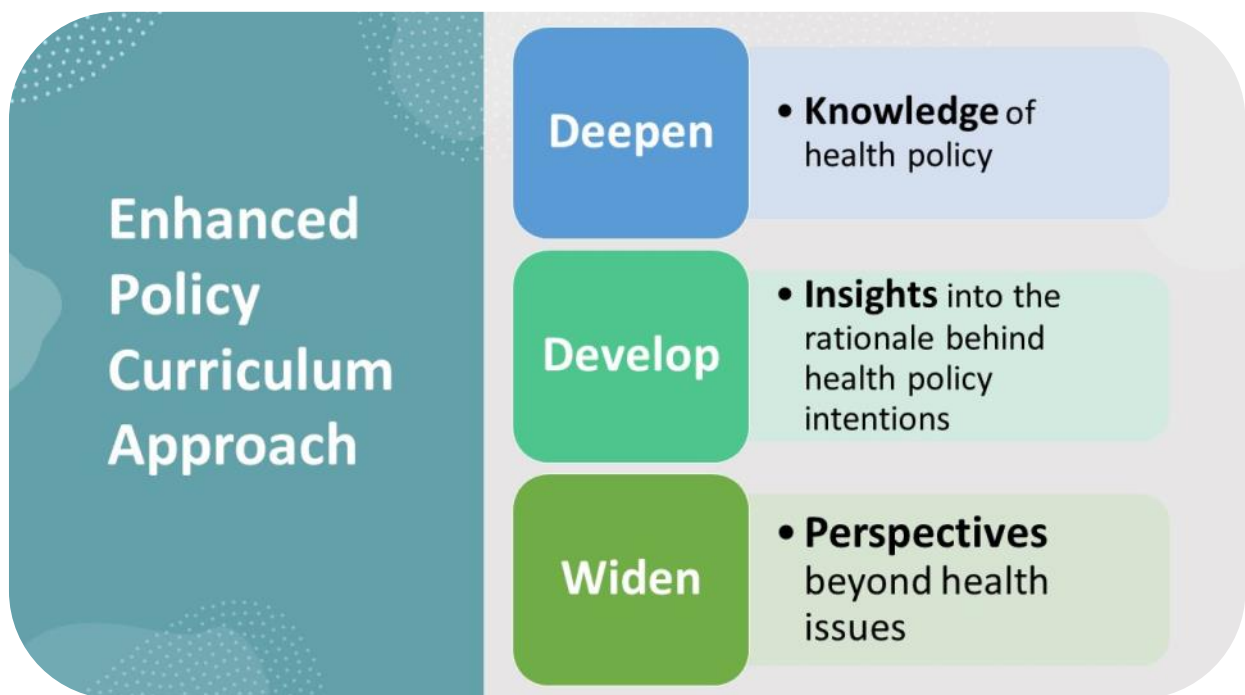 Enhanced
Policy
Curriculum
Approach
Deepen
• Knowledge of
health policy
Develop
• Insights into the
rationale behind
health policy
intentions
Widen
• Perspectives
beyond health
issues